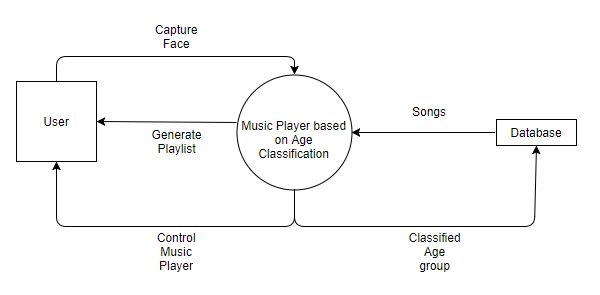 Capture
Face
User
Generate
Playlist
Music Player based
on Age
Classification
Songs
Database
Control
Music
Player
Classified
Age
group